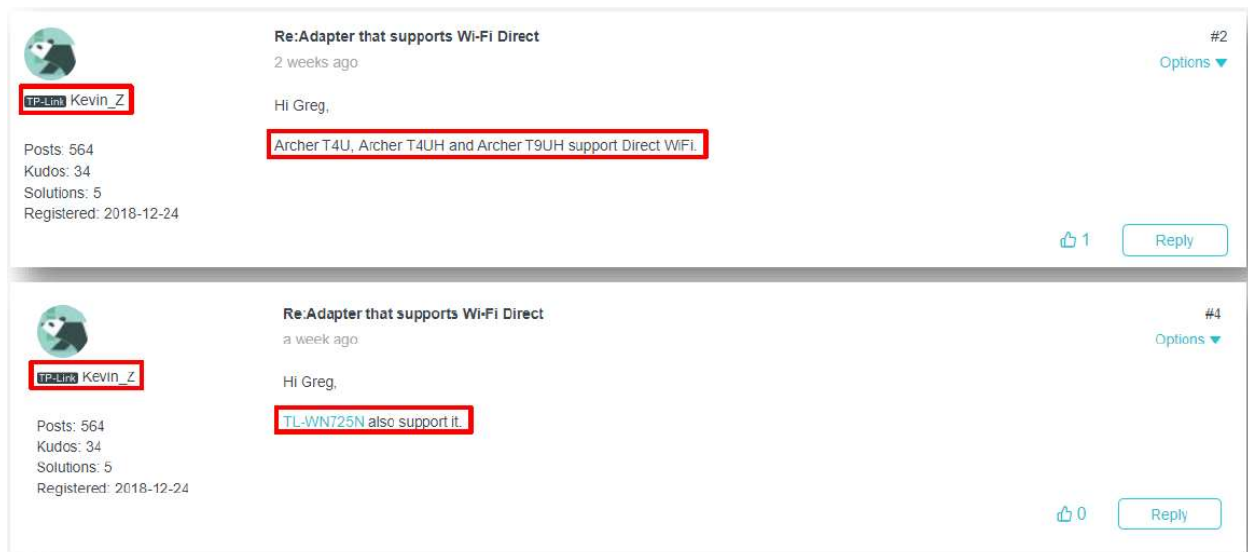 Re:Adapter that supports Wi-Fi Direct
#2
2 weeks ago
Options ▼
TP-Link Kevin_Z
Hi Greg,
Archer T4U, Archer T4UH and Archer T9UH support Direct WiFi.
Posts: 564
Kudos: 34
Solutions: 5
Registered: 2018-12-24
1
Reply
Re:Adapter that supports Wi-Fi Direct
#4
a week ago
Options ▼
TP-Link Kevin_Z
Hi Greg,
TL-WN725N also support it.
Posts: 564
Kudos: 34
Solutions: 5
Registered: 2018-12-24
0
Reply